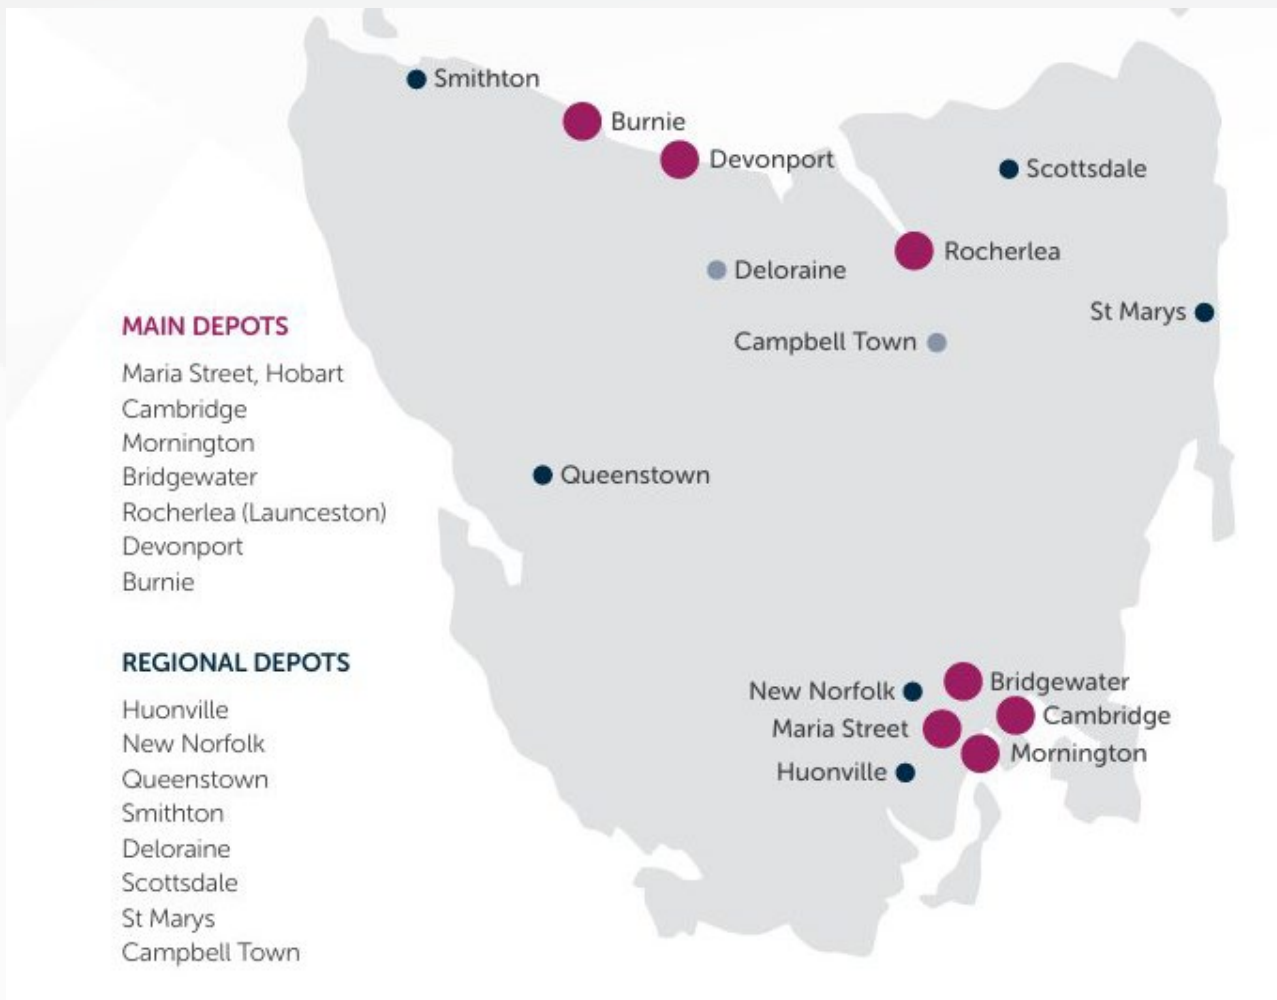 Smithton
Burnie
Devonport
Scottsdale
Rocherlea
Deloraine
St Marys
Campbell Town
MAIN DEPOTS
Maria Street, Hobart
Cambridge
Mornington
Bridgewater
Rocherlea (Launceston)
Devonport
Burnie
Queenstown
REGIONAL DEPOTS
Huonville
New Norfolk
Queenstown
Smithton
Deloraine
Scottsdale
St Marys
Campbell Town
New Norfolk
Bridgewater
Maria Street
Cambridge
Mornington
Huonville